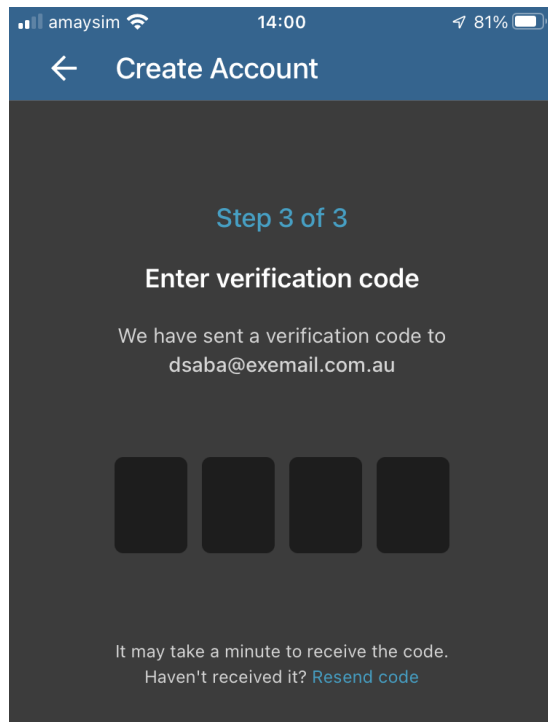 amaysim 14:00 81%
Create Account
Step 3 of 3
Enter verification code
We have sent a verification code to
dsaba@exemail.com.au
It may take a minute to receive the code.
Haven't received it? Resend code